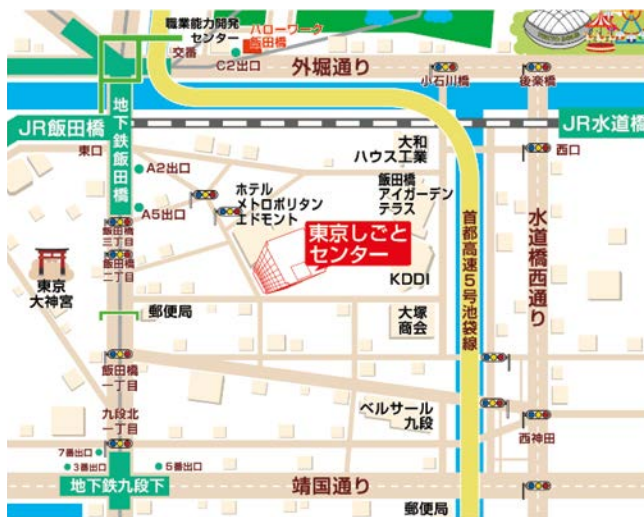 職業能力開発
センター
ハローワーク
飯田橋
交番
C2出口
外堀通り
小石川橋
後楽橋
JR飯田橋
地下鉄飯田橋
JR水道橋
東口
西口
大和
ハウス工業
A2出口
ホテル
メトロポリタン
エドモント
飯田橋
アイガーデン
テラス
A5出口
飯田橋
三丁目
東京しごと
センター
首都高速5号池袋線
水道橋西通り
飯田橋
二丁目
東京
大神宮
KDDI
郵便局
大塚
商会
飯田橋
一丁目
九段北
一丁目
ベルサール
九段
西神田
7番出口
3番出口
5番出口
地下鉄九段下
靖国通り
郵便局